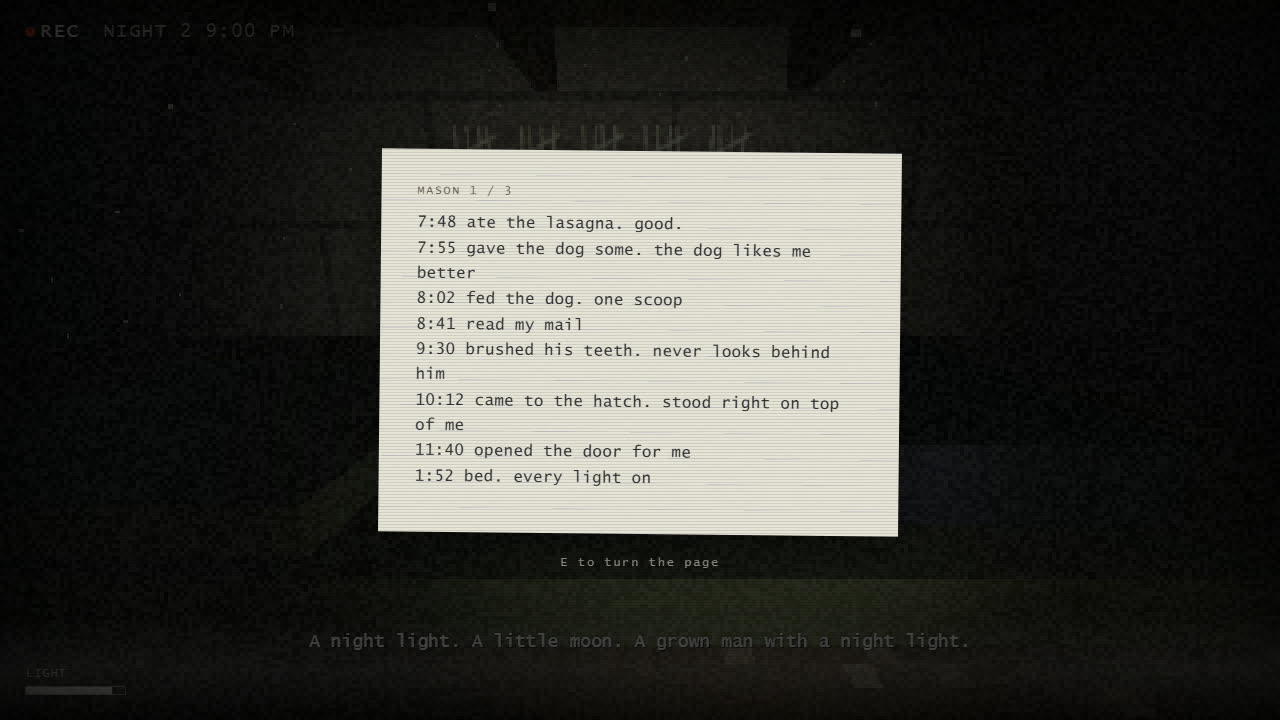 REC NIGHT 2 9:00 PM
MASON 1 / 3
7:48 ate the lasagna. good.
7:55 gave the dog some. the dog likes me
better
8:02 fed the dog. one scoop
8:41 read my mail
9:30 brushed his teeth. never looks behind
him
10:12 came to the hatch. stood right on top
of me
11:40 opened the door for me
1:52 bed. every light on
E to turn the page
A night light. A little moon. A grown man with a night light.
LIGHT